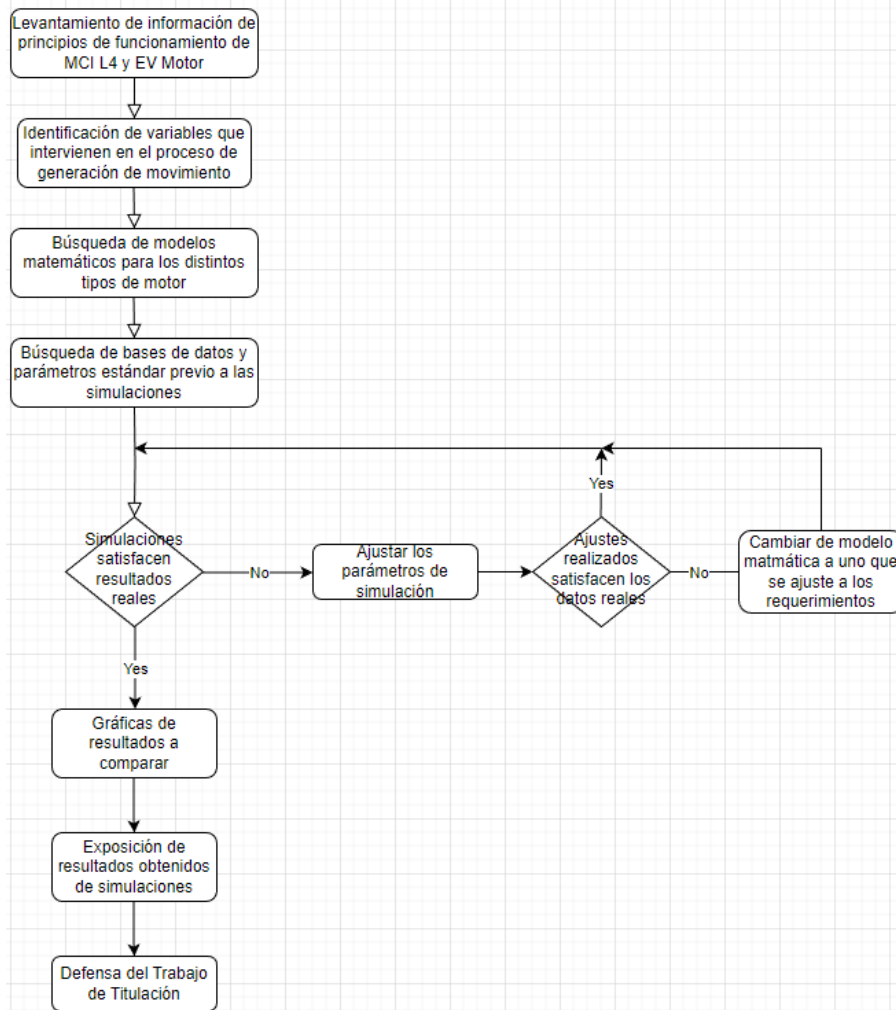 Levantamiento de información de
principios de funcionamiento de
MCI L4 y EV Motor
Identificación de variables que
intervienen en el proceso de
generación de movimiento
Búsqueda de modelos
matemáticos para los distintos
tipos de motor
Búsqueda de bases de datos y
parámetros estándar previo a las
simulaciones
Simulaciones
satisfacen
resultados
reales
No
Ajustar los
parámetros de
simulación
Ajustes
realizados
satisfacen los
datos reales
Yes
No
Cambiar de modelo
matmática a uno que
se ajuste a los
requerimientos
Yes
Gráficas de
resultados a
comparar
Exposición de
resultados obtenidos
de simulaciones
Defensa del Trabajo
de Titulación